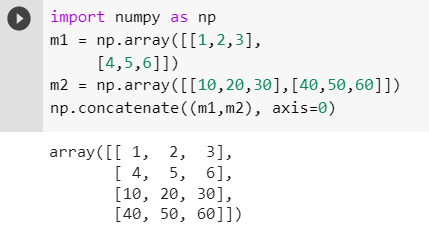 import numpy as np
m1 = np.array([[1,2,3],
      [4,5,6]])
m2 = np.array([[10,20,30],[40,50,60]])
np.concatenate((m1,m2), axis=0)
array([[ 1,  2,  3],
       [ 4,  5,  6],
       [10, 20, 30],
       [40, 50, 60]])